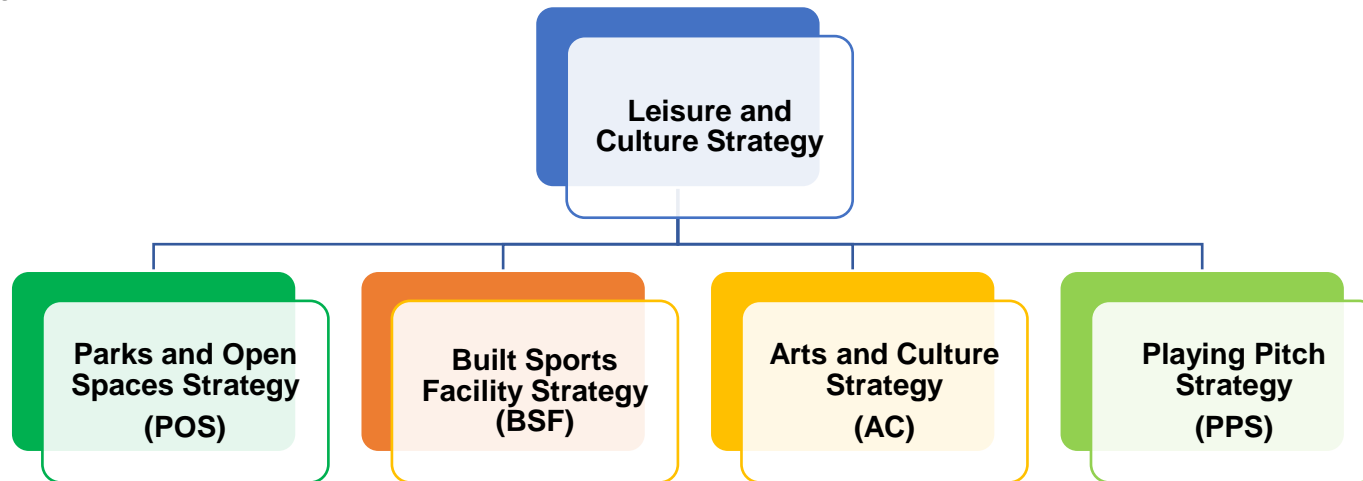 Leisure and
Culture Strategy
Parks and Open
Spaces Strategy
(POS)
Built Sports
Facility Strategy
(BSF)
Arts and Culture
Strategy
(AC)
Playing Pitch
Strategy
(PPS)